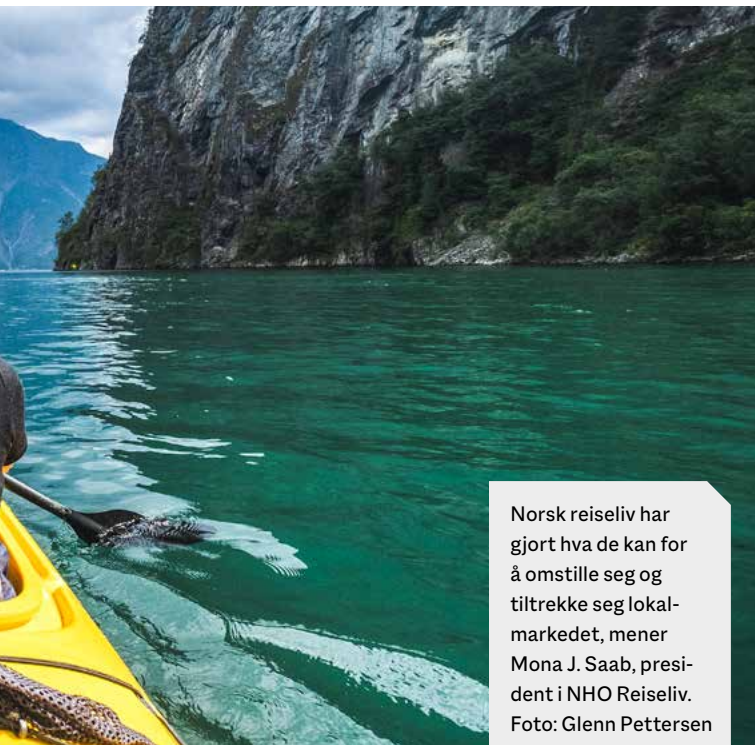 Norsk reiseliv har
gjort hva de kan for
å omstille seg og
tiltrekke seg lokal-
markedet, mener
Mona J. Saab, presi-
dent i NHO Reiseliv.
Foto: Glenn Pettersen